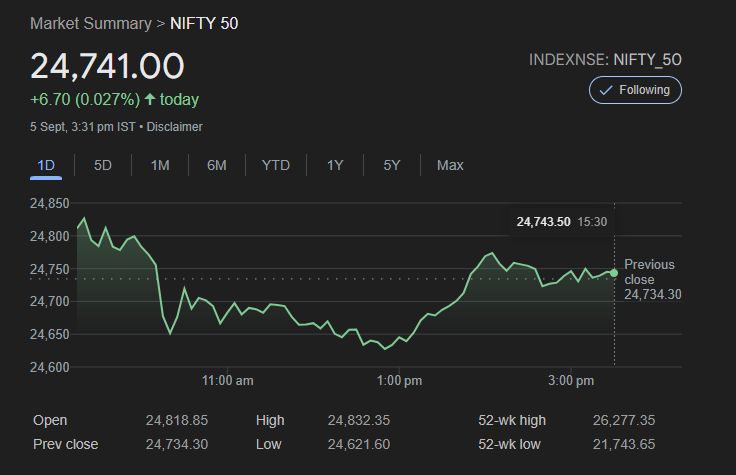 Market Summary > NIFTY 50
24,741.00
INDEXNSE: NIFTY_50
+6.70 (0.027%) ↑ today
✓ Following
5 Sept, 3:31 pm IST • Disclaimer
1D 5D 1M 6M YTD 1Y 5Y Max
24,850
24,800
24,750
24,700
24,650
24,600
24,743.50 15:30
Previous
close
24,734.30
11:00 am 1:00 pm 3:00 pm
Open 24,818.85 High 24,832.35 52-wk high 26,277.35
Prev close 24,734.30 Low 24,621.60 52-wk low 21,743.65